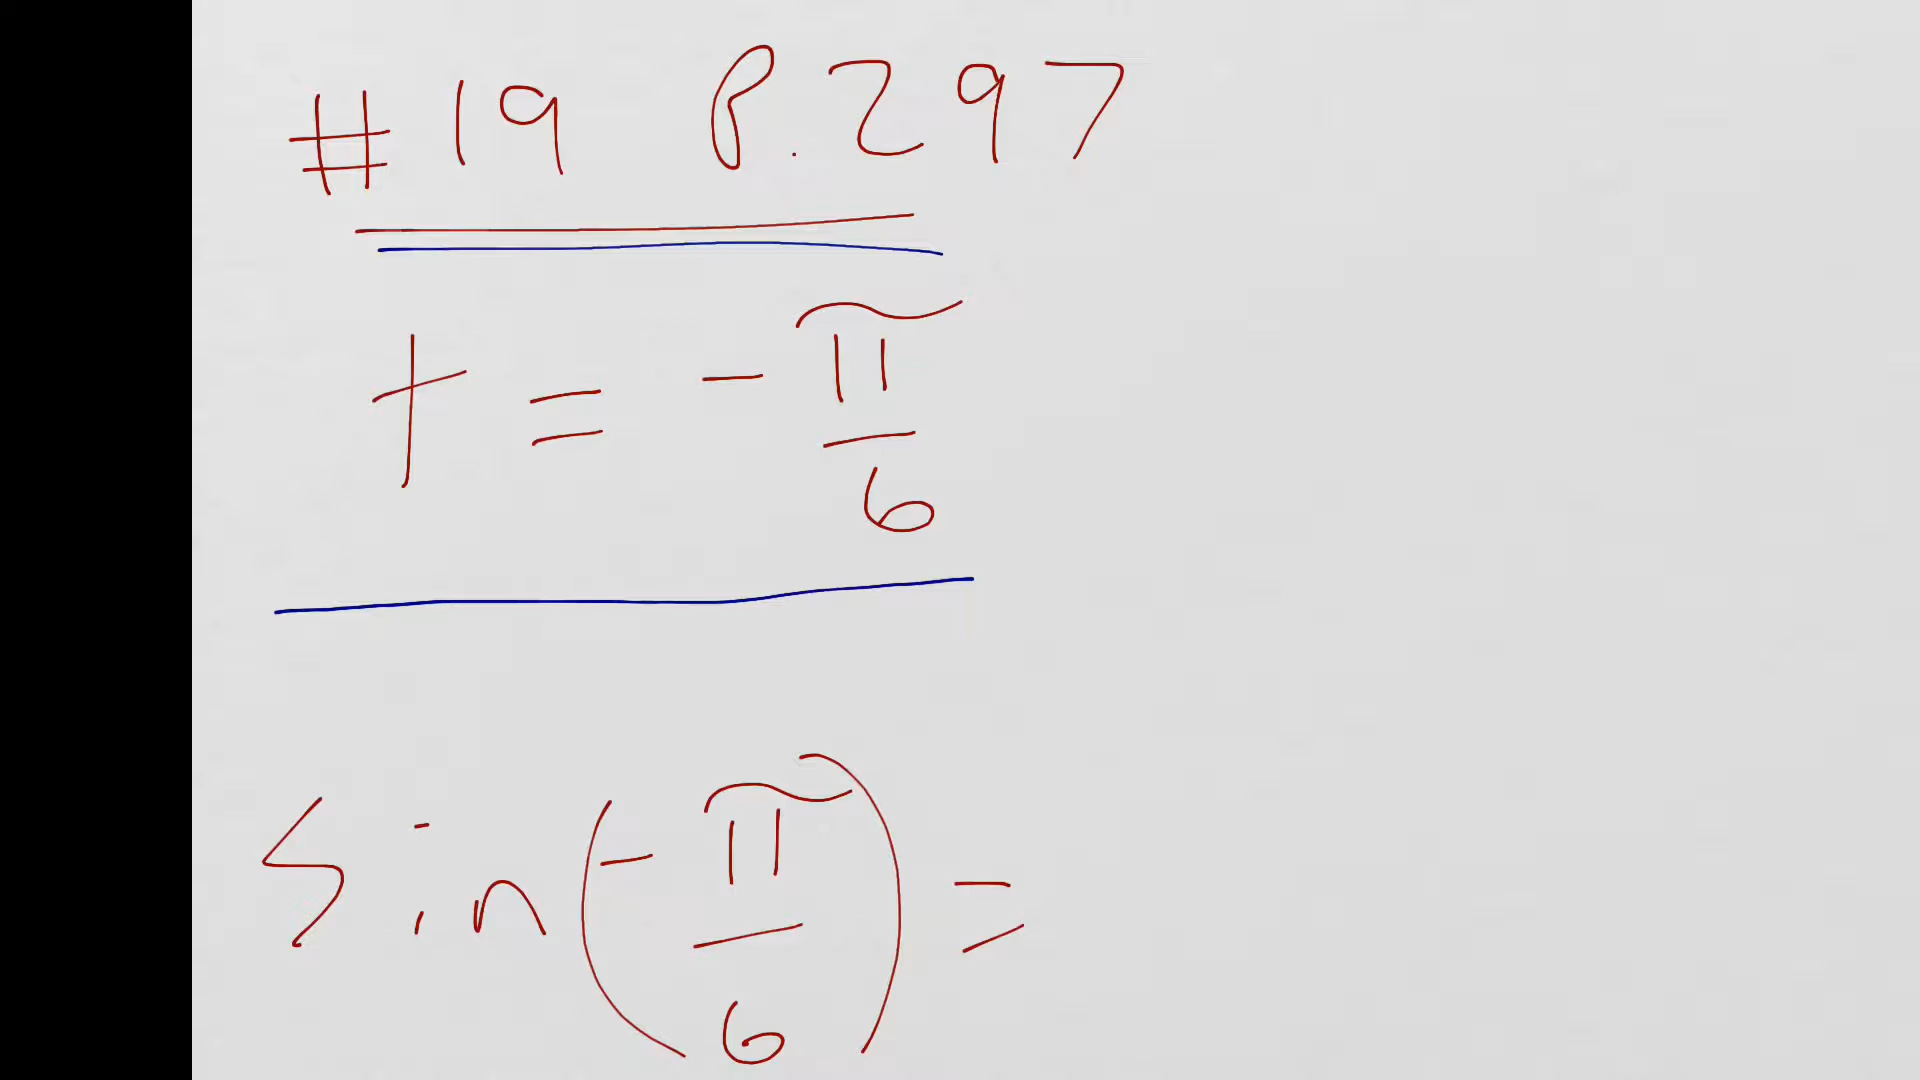 # 19 P. 297
t = - π/6
Sin(- π/6) =